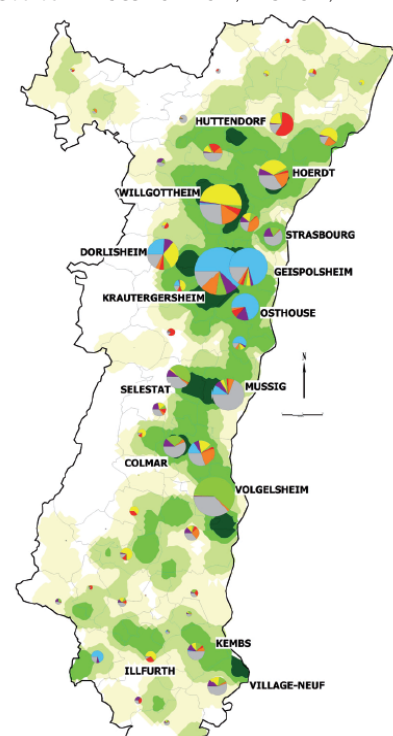 HUTTENDORF
HOERDT
WILLGOTTHEIM
STRASBOURG
DORLISHEIM
GEISPOLSHEIM
KRAUTERGERSHEIM
OSTHOUSE
N
SELESTAT
MUSSIG
COLMAR
VOLGELSHEIM
KEMBS
ILLFURTH
VILLAGE-NEUF